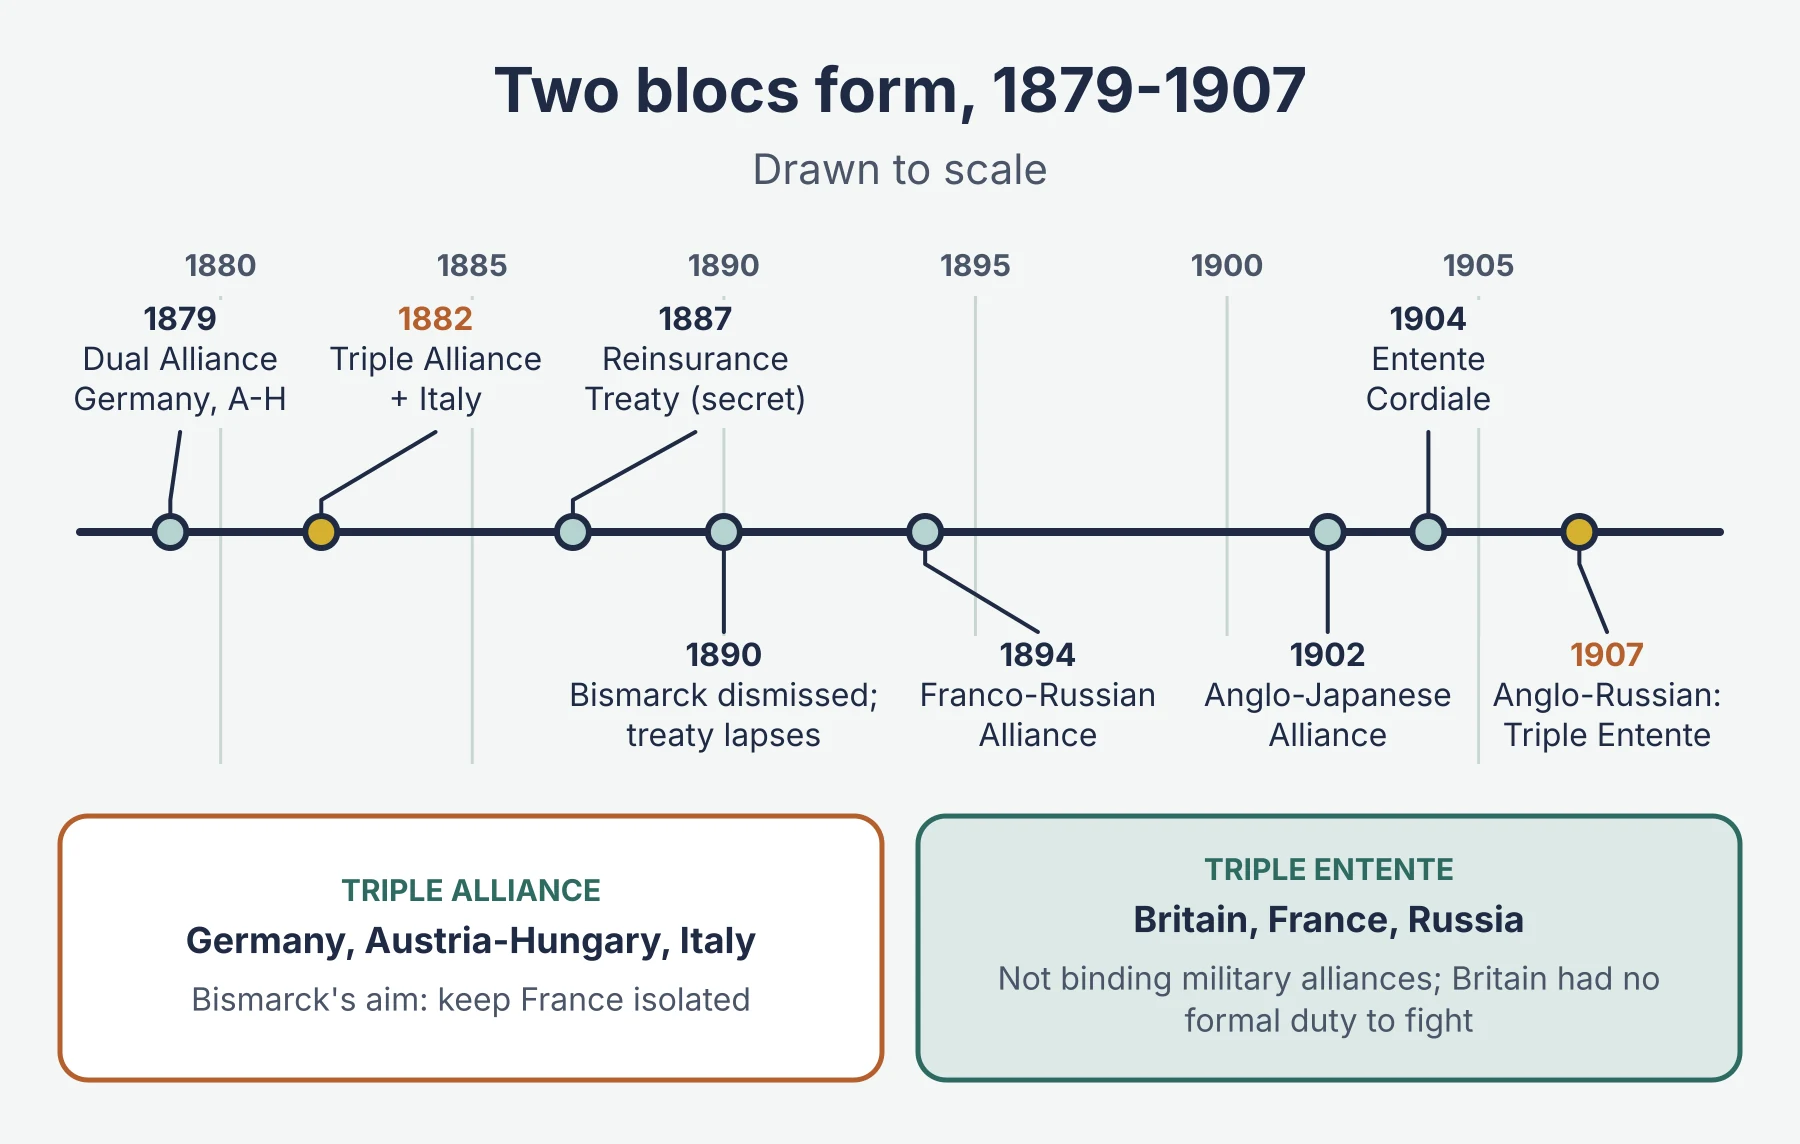 Two blocs form, 1879-1907
Drawn to scale
1880
1885
1890
1895
1900
1905
1879
Dual Alliance
Germany, A-H
1882
Triple Alliance
+ Italy
1887
Reinsurance
Treaty (secret)
1904
Entente
Cordiale
1890
Bismarck dismissed;
treaty lapses
1894
Franco-Russian
Alliance
1902
Anglo-Japanese
Alliance
1907
Anglo-Russian:
Triple Entente
TRIPLE ALLIANCE
Germany, Austria-Hungary, Italy
Bismarck's aim: keep France isolated
TRIPLE ENTENTE
Britain, France, Russia
Not binding military alliances; Britain had no
formal duty to fight